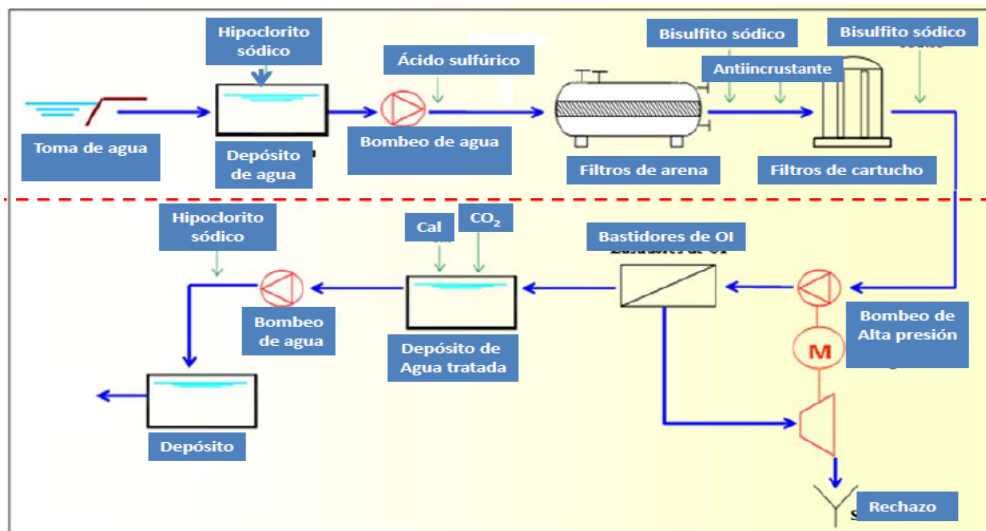 Hipoclorito
sódico
Bisulfito sódico
Bisulfito sódico
Ácido sulfúrico
Antiincrustante
Toma de agua
Depósito
de agua
Bombeo de agua
Filtros de arena
Filtros de cartucho
Hipoclorito
sódico
Cal
CO2
Bastidores de OI
Bombeo
de agua
Depósito de
Agua tratada
Bombeo de
Alta presión
M
Depósito
Rechazo